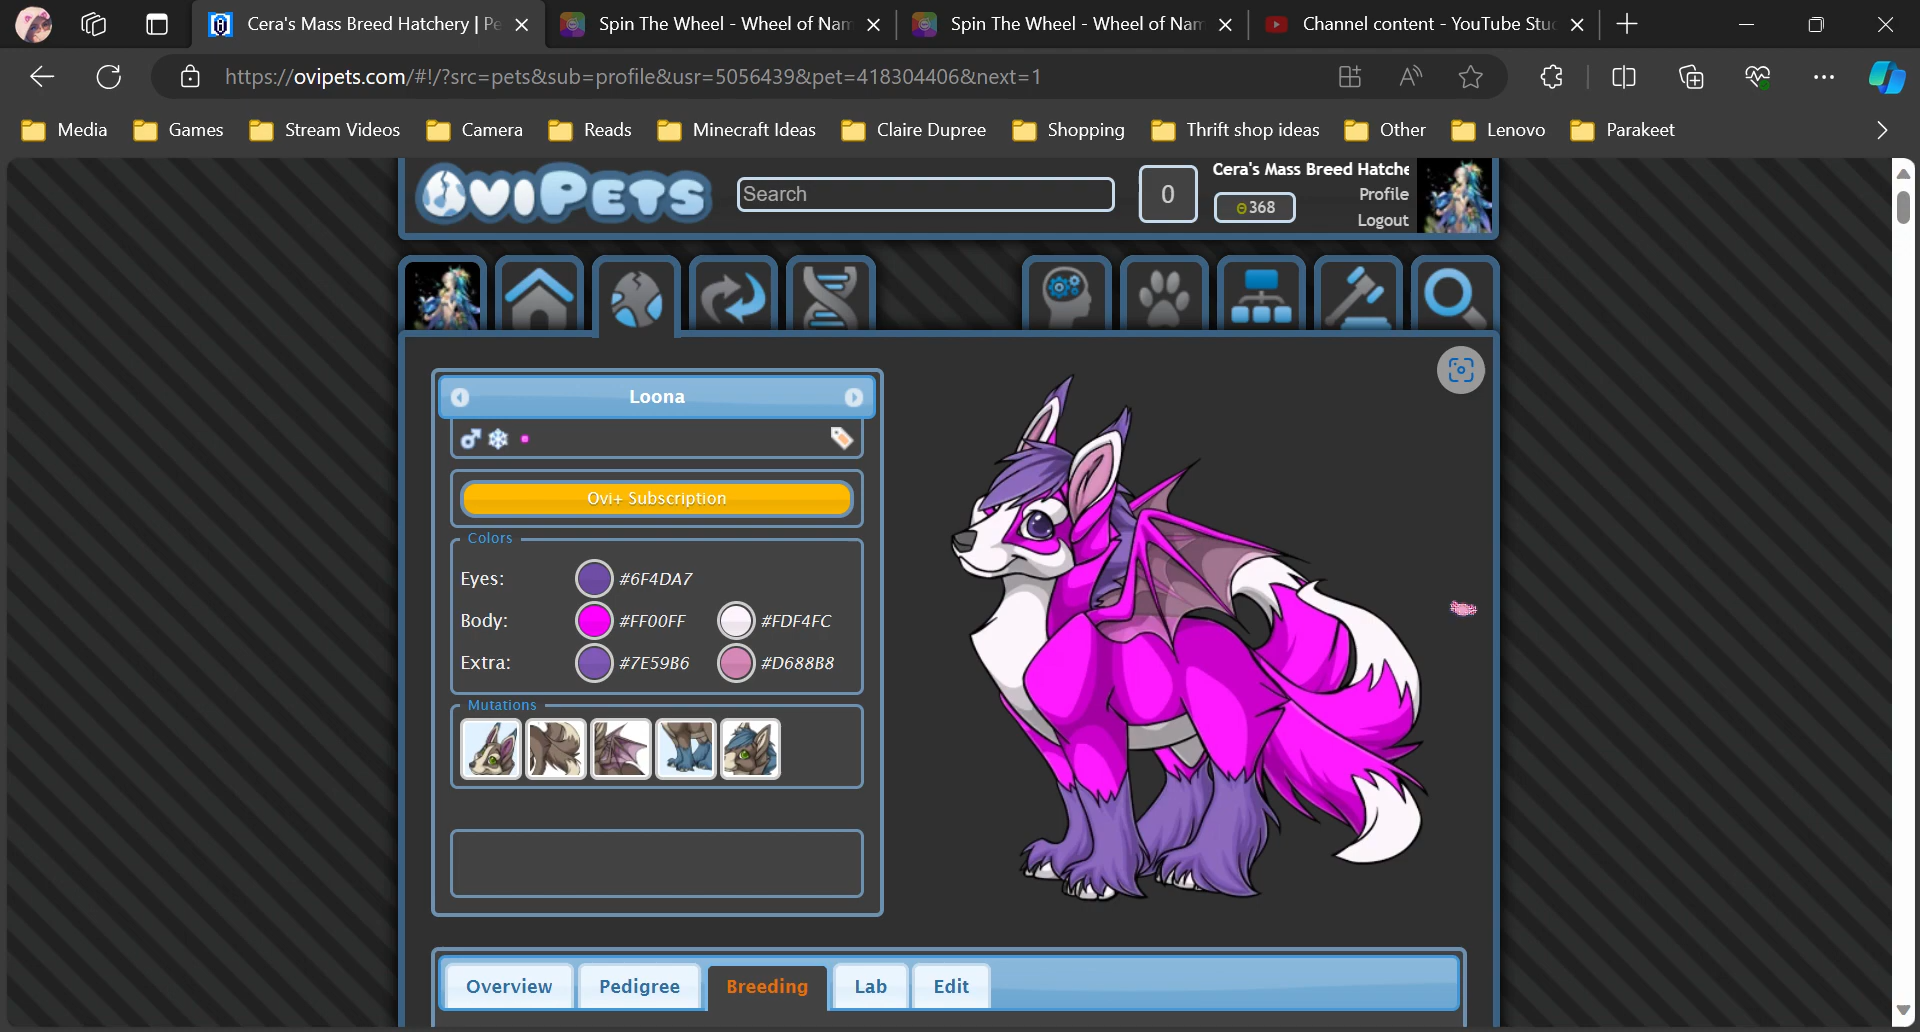 Cera's Mass Breed Hatchery | Pe
Spin The Wheel - Wheel of Nam
Spin The Wheel - Wheel of Nam
Channel content - YouTube Stu
https://ovipets.com/#!/?src=pets&sub=profile&usr=5056439&pet=418304406&next=1
Media
Games
Stream Videos
Camera
Reads
Minecraft Ideas
Claire Dupree
Shopping
Thrift shop ideas
Other
Lenovo
Parakeet
OviPets
Search
0
Cera's Mass Breed Hatche
368
Profile
Logout
Loona
Ovi+ Subscription
Colors
Eyes: #6F4DA7
Body: #FF00FF #FDF4FC
Extra: #7E59B6 #D688B8
Mutations
Overview Pedigree Breeding Lab Edit